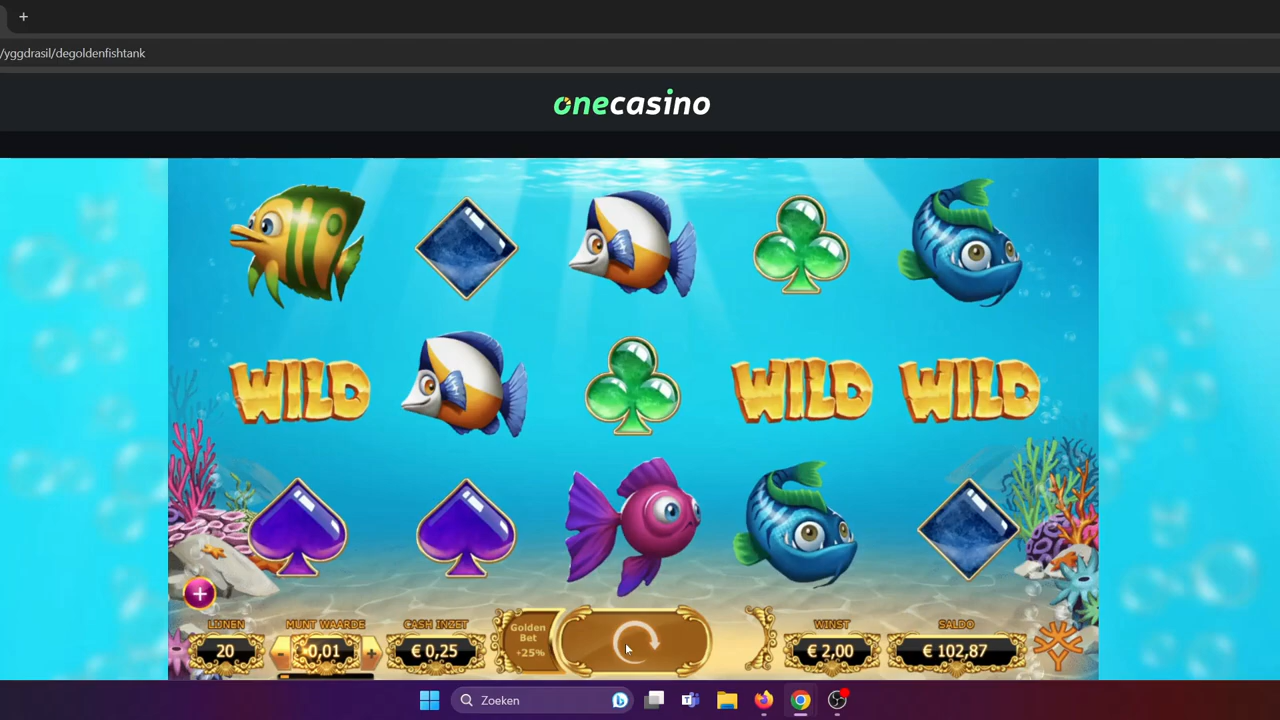 /yggdrasil/degoldenfishtank
onecasino
WILD
WILD
WILD
LIJNEN
20
MUNT WAARDE
0,01
CASH INZET
€ 0,25
Golden
Bet
+25%
WINST
€ 2,00
SALDO
€ 102,87
Zoeken